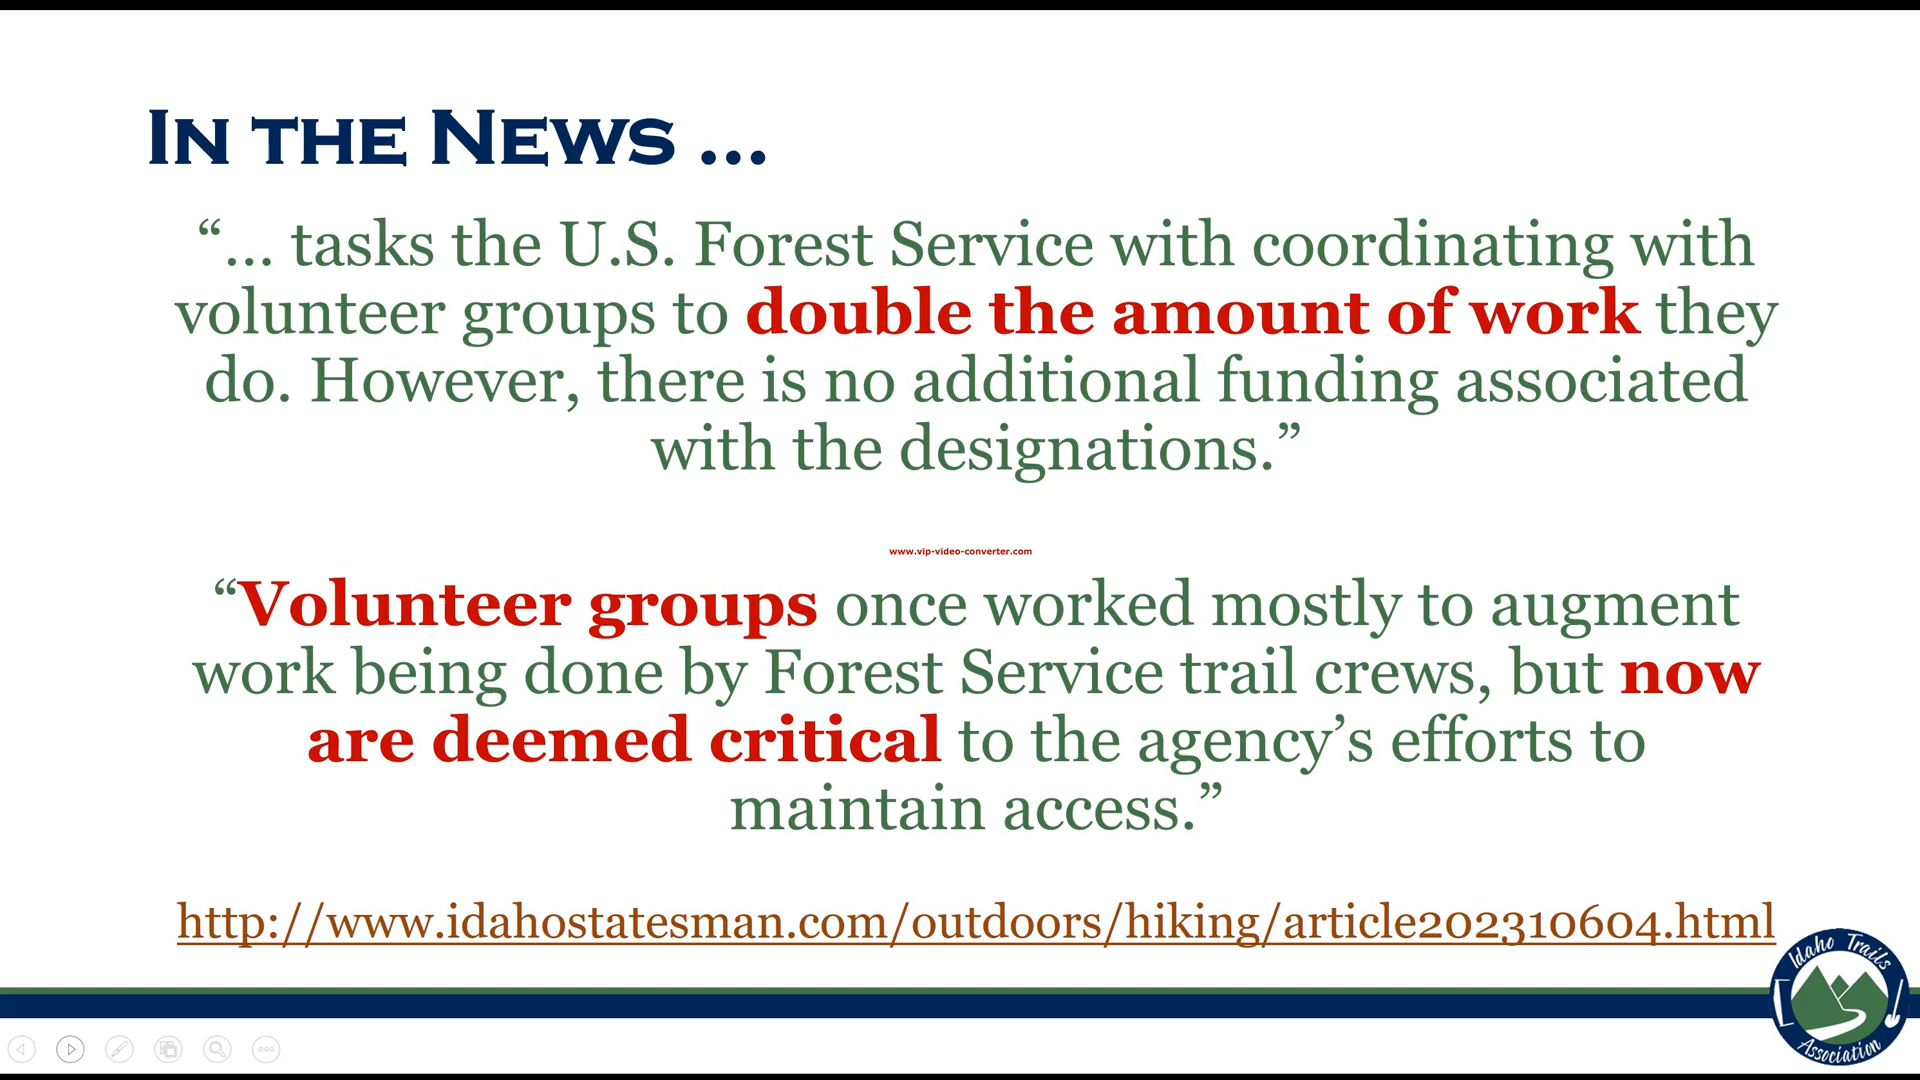 In the News ...
“... tasks the U.S. Forest Service with coordinating with
volunteer groups to double the amount of work they
do. However, there is no additional funding associated
with the designations.”
www.vip-video-converter.com
“Volunteer groups once worked mostly to augment
work being done by Forest Service trail crews, but now
are deemed critical to the agency’s efforts to
maintain access.”
http://www.idahostatesman.com/outdoors/hiking/article202310604.html
Idaho Trails
Association